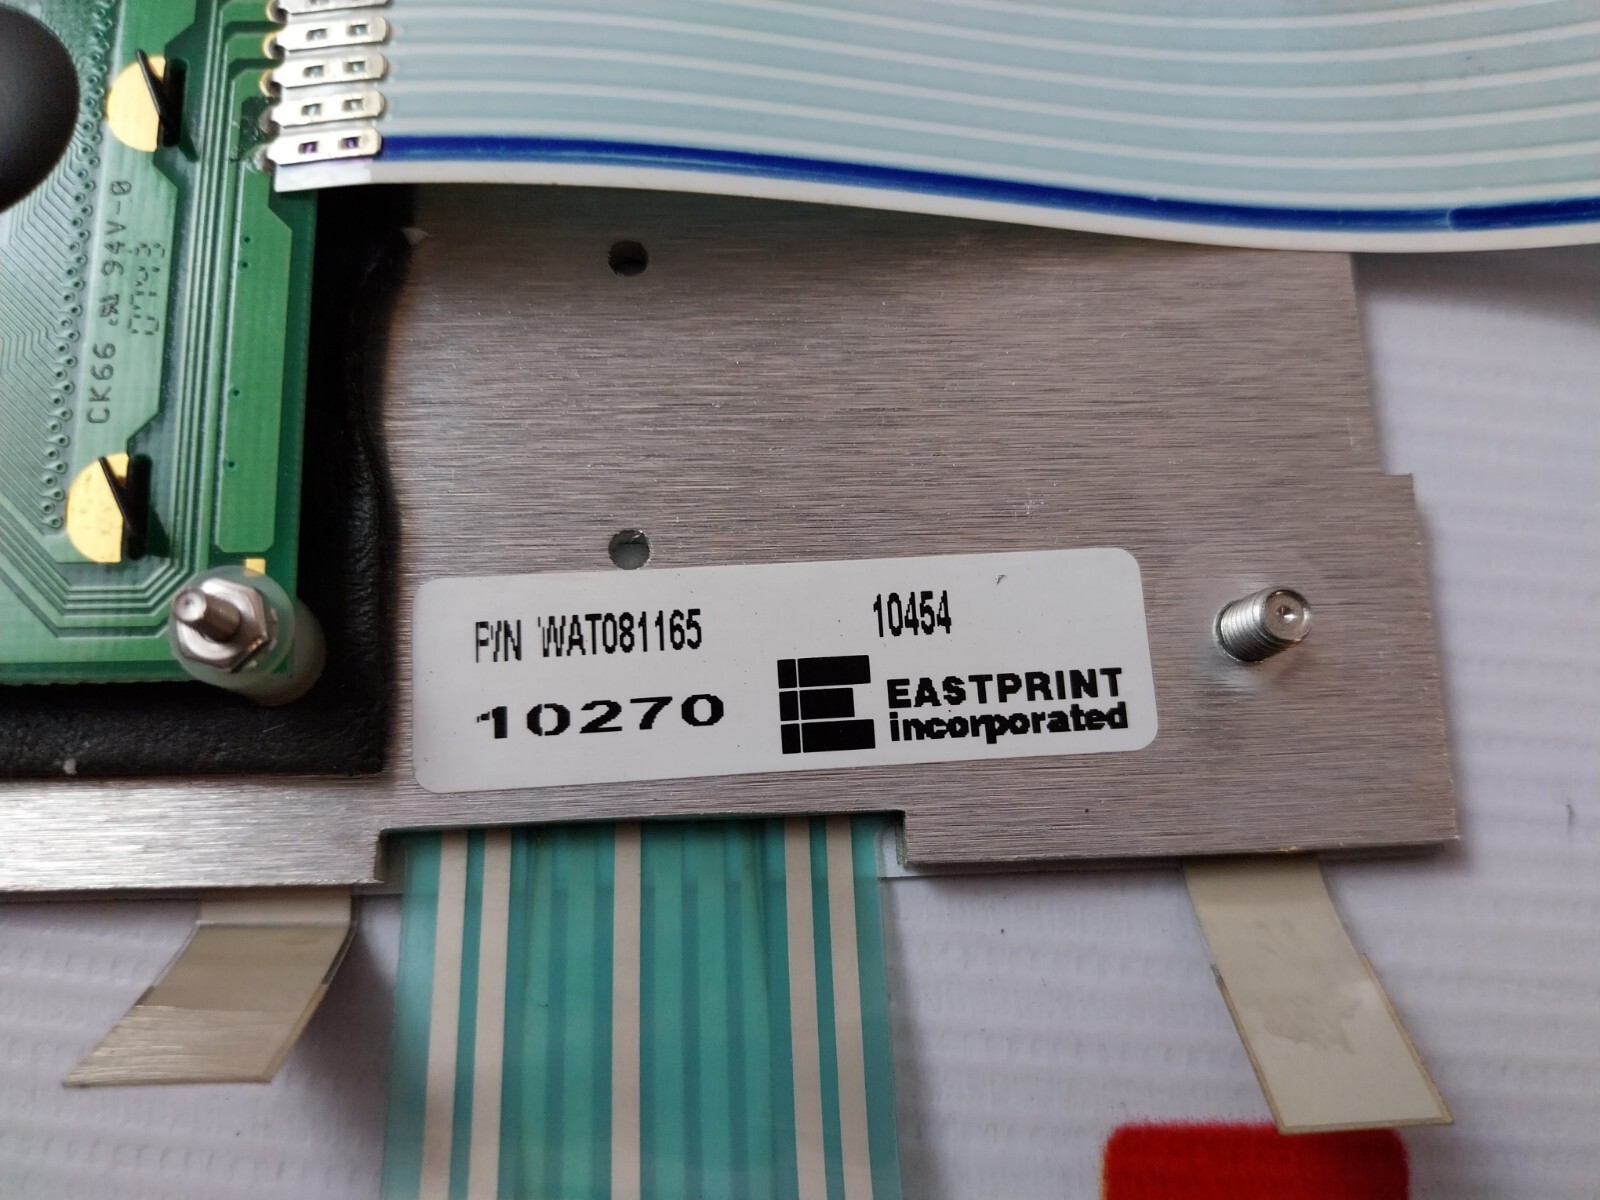 CK66 94V-0
P/N WAT081165
10454
10270
EASTPRINT
incorporated